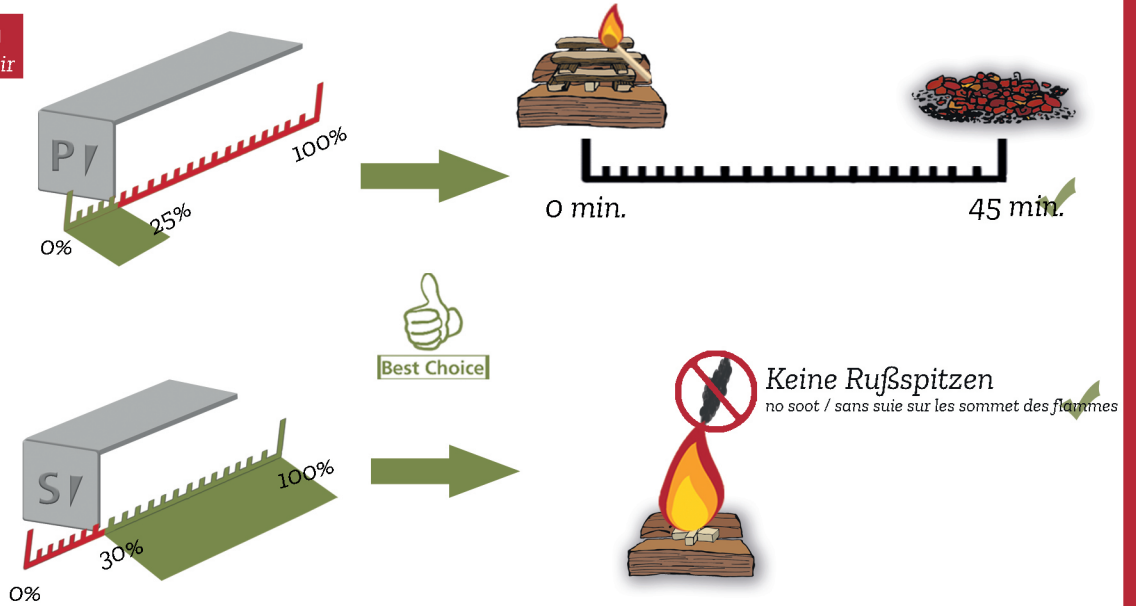 ir
P
100%
25%
0%
0 min.
45 min.
Best Choice
Keine Rußspitzen
no soot / sans suie sur les sommet des flammes
S
100%
30%
0%